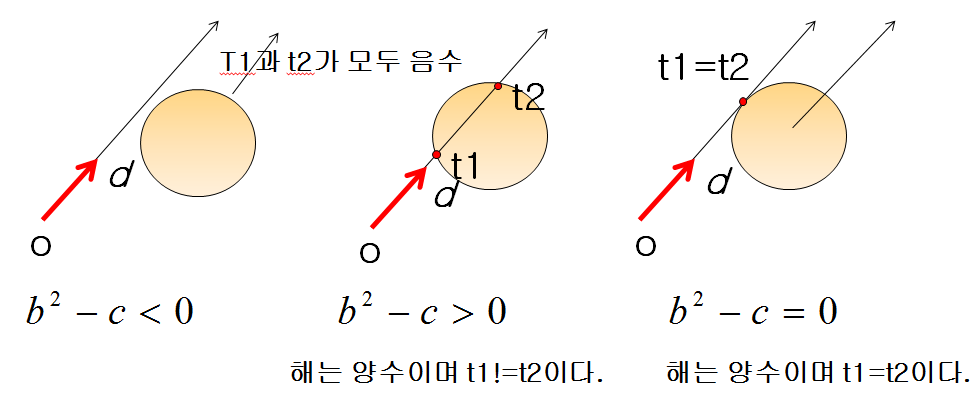 T1과 t2가 모두 음수
t1=t2
t2
t1
d
d
d
o
o
o
b² − c < 0
b² − c > 0
b² − c = 0
해는 양수이며 t1!=t2이다.
해는 양수이며 t1=t2이다.